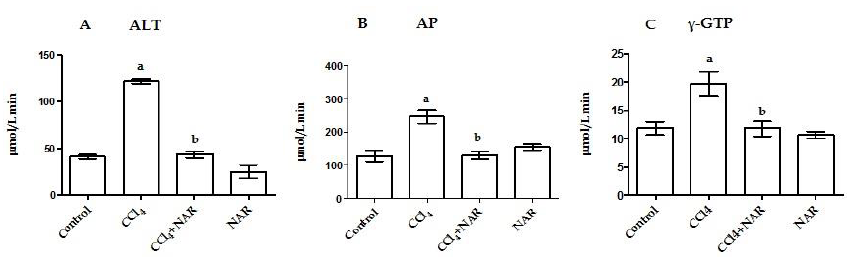 A ALT
μmol/L min
150
100
50
0
a
b
Control
CCl₄
CCl₄+NAR
NAR
B AP
μmol/L min
400
300
200
100
0
a
b
Control
CCl₄
CCl₄+NAR
NAR
C γ-GTP
μmol/L min
25
20
15
10
5
0
a
b
Control
CCl4
CCl4+NAR
NAR